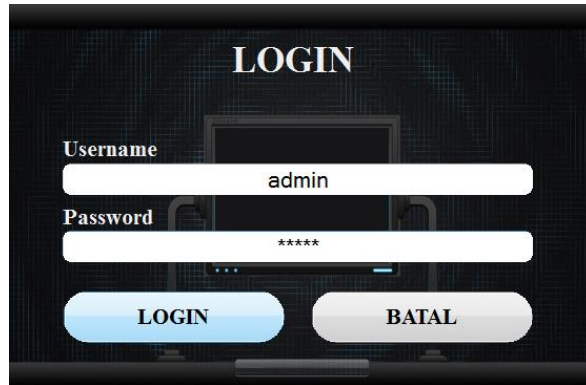 LOGIN
Username
admin
Password
*****
LOGIN
BATAL